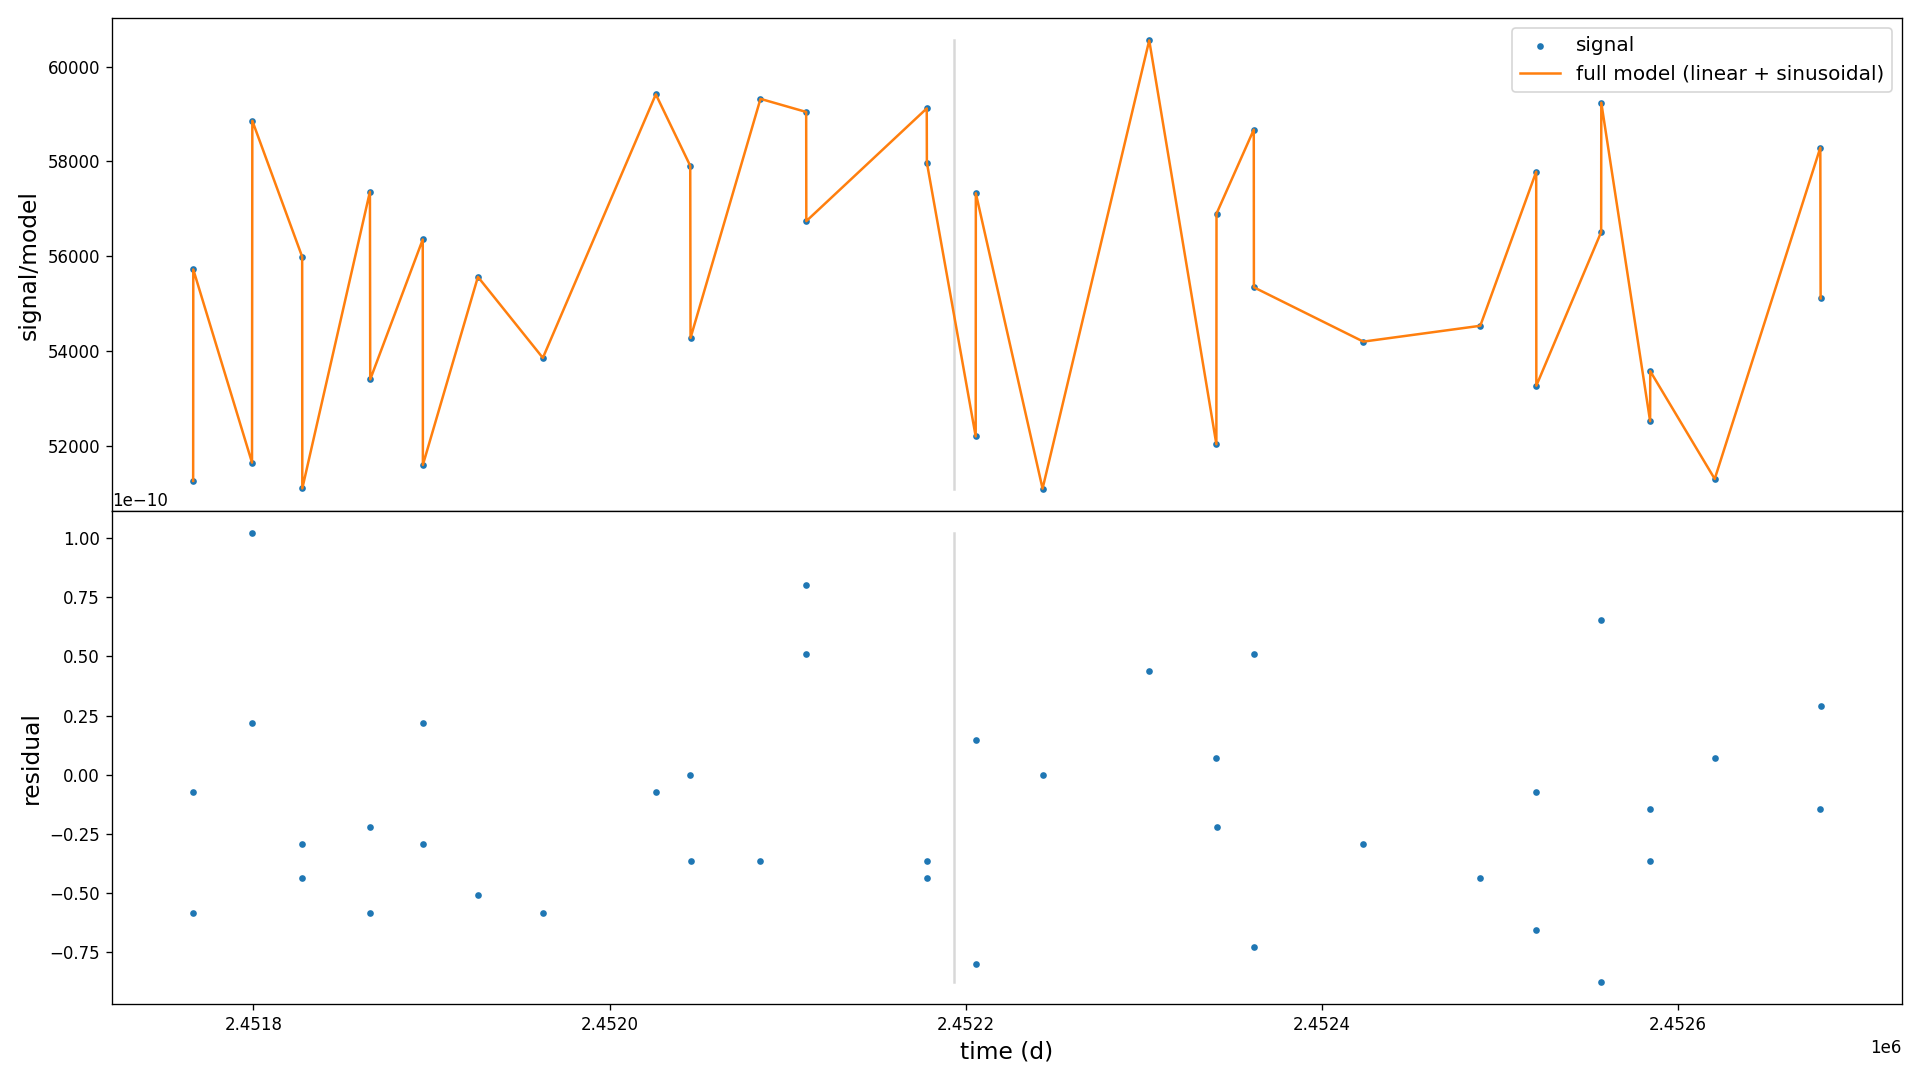 signal
full model (linear + sinusoidal)
60000
58000
56000
54000
52000
signal/model
1e−10
1.00
0.75
0.50
0.25
0.00
−0.25
−0.50
−0.75
residual
2.4518
2.4520
2.4522
2.4524
2.4526
1e6
time (d)